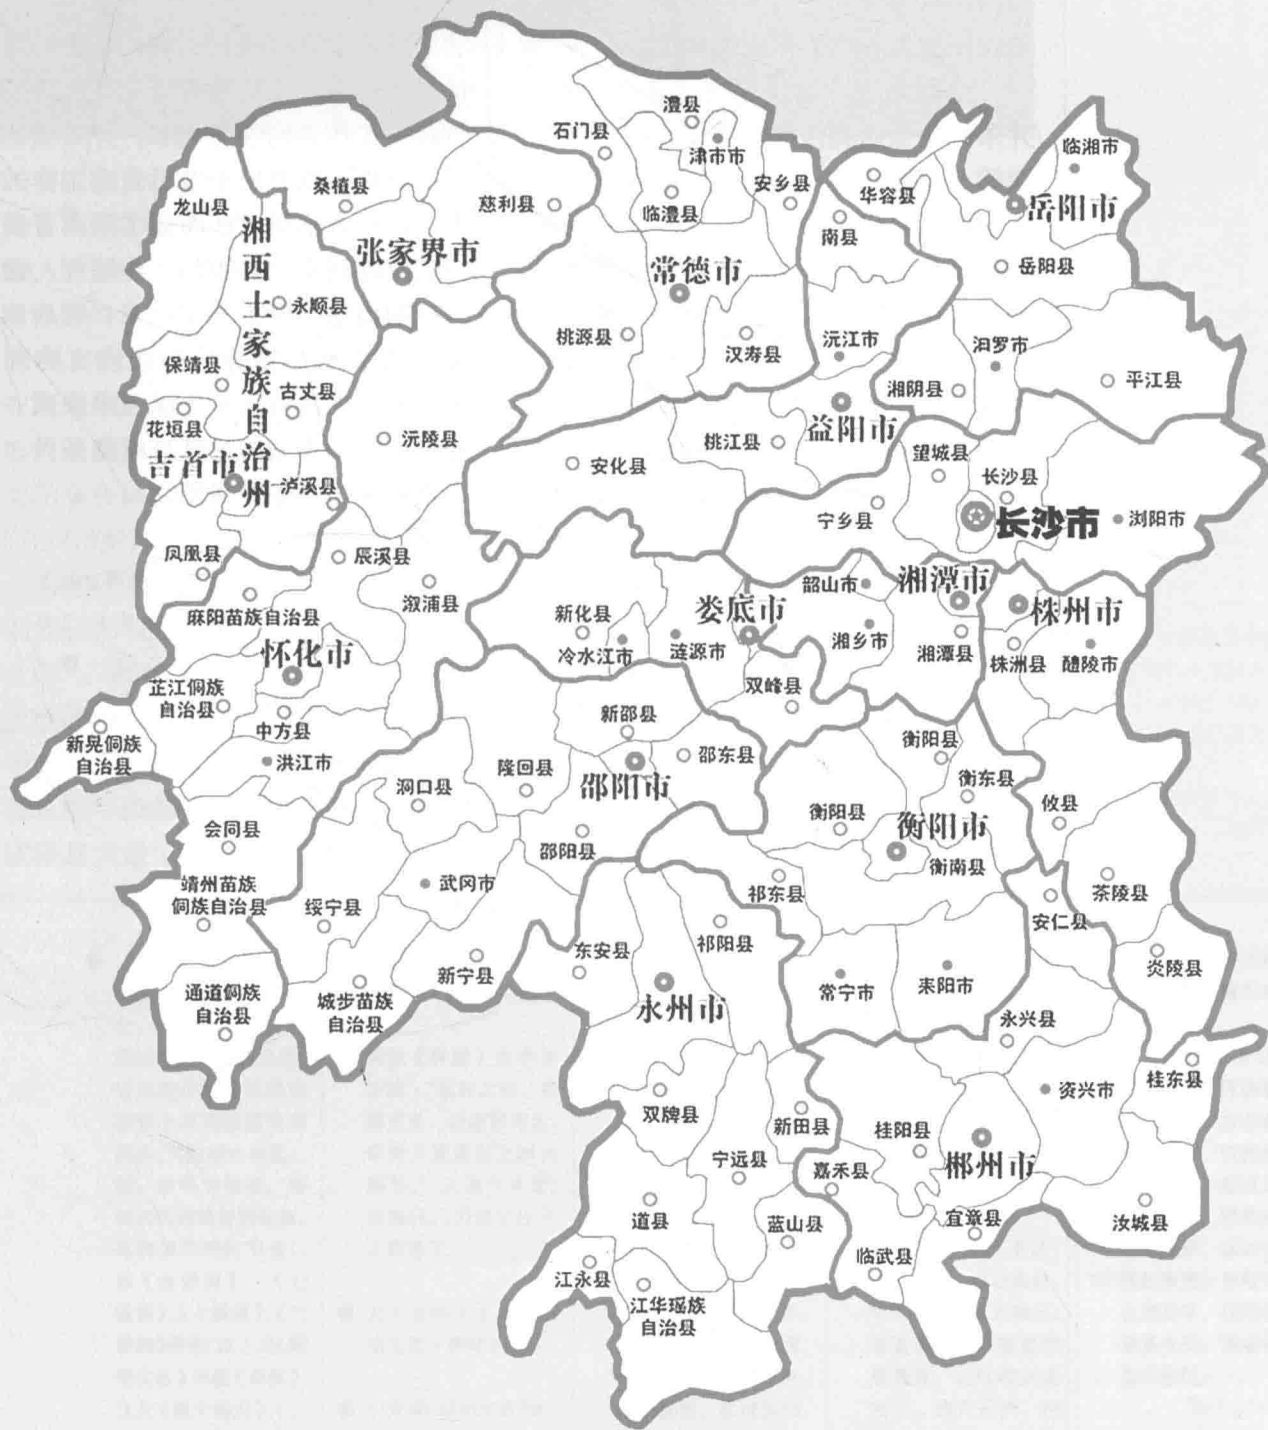 澧县
石门县
津市市
临湘市
安乡县
华容县
桑植县
慈利县
临澧县
岳阳市
龙山县
南县
湘西土家族自治州
张家界市
常德市
岳阳县
永顺县
桃源县
汉寿县
沅江市
汨罗市
保靖县
古丈县
湘阴县
平江县
花垣县
沅陵县
桃江县
益阳市
吉首市
安化县
望城县
长沙县
泸溪县
宁乡县
长沙市
浏阳市
凤凰县
辰溪县
韶山市
湘潭市
麻阳苗族自治县
溆浦县
新化县
娄底市
株州市
怀化市
冷水江市
涟源市
湘乡市
湘潭县
株洲县
醴陵市
芷江侗族
自治县
双峰县
中方县
新邵县
新晃侗族
自治县
洪江市
隆回县
邵东县
衡阳县
洞口县
邵阳市
衡东县
会同县
衡阳县
衡阳市
攸县
邵阳县
衡南县
靖州苗族
侗族自治县
武冈市
祁东县
茶陵县
绥宁县
安仁县
东安县
祁阳县
新宁县
炎陵县
通道侗族
自治县
城步苗族
自治县
永州市
常宁市
耒阳市
永兴县
桂东县
双牌县
资兴市
新田县
桂阳县
宁远县
嘉禾县
郴州市
道县
蓝山县
宜章县
汝城县
临武县
江永县
江华瑶族
自治县